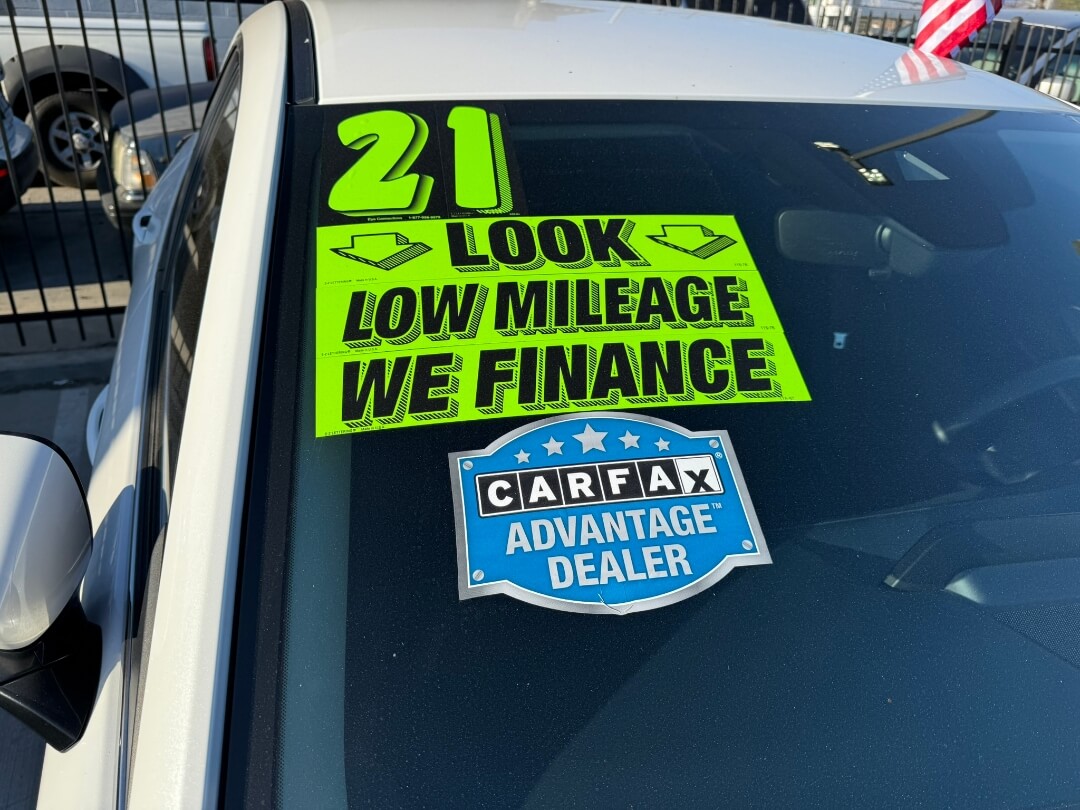 21
LOOK
LOW MILEAGE
WE FINANCE
CARFAX®
ADVANTAGE™
DEALER